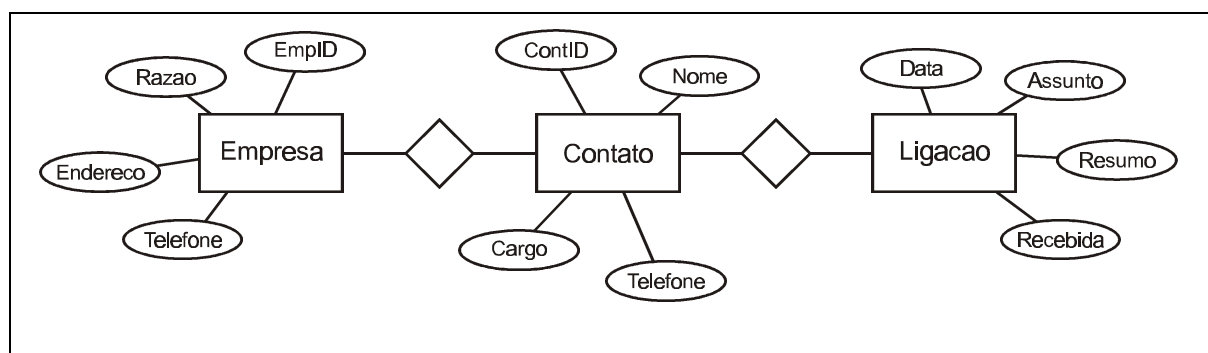 EmpID
Razao
Empresa
Endereco
Telefone
ContID
Nome
Contato
Cargo
Telefone
Data
Assunto
Ligacao
Resumo
Recebida